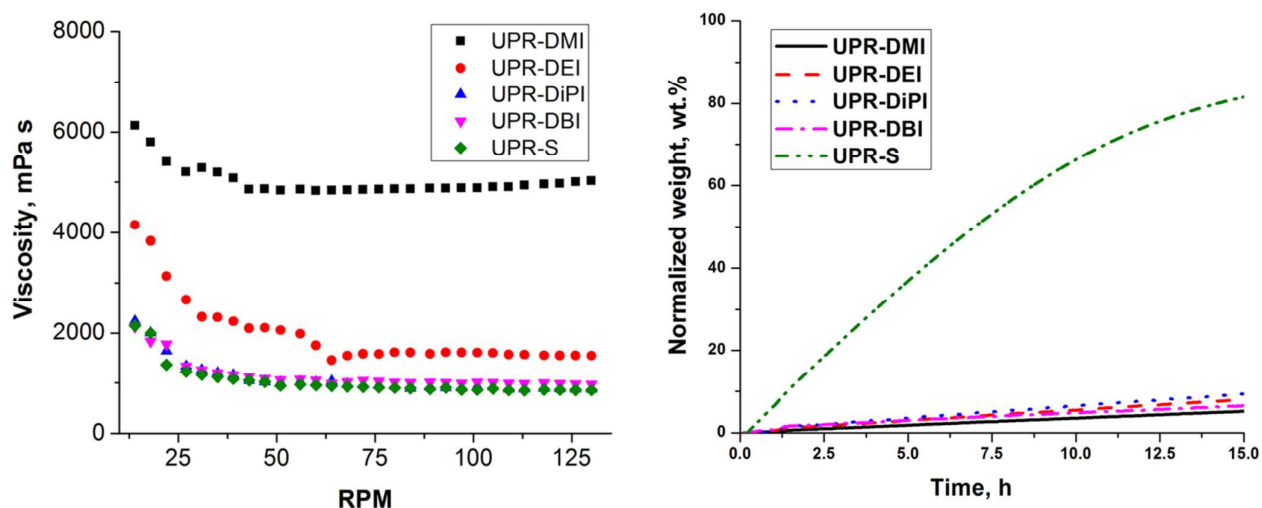 8000
6000
4000
2000
0
25
50
75
100
125
Viscosity, mPa s
RPM
UPR-DMI
UPR-DEI
UPR-DiPI
UPR-DBI
UPR-S
100
80
60
40
20
0
0.0
2.5
5.0
7.5
10.0
12.5
15.0
Normalized weight, wt.%
Time, h
UPR-DMI
UPR-DEI
UPR-DiPI
UPR-DBI
UPR-S